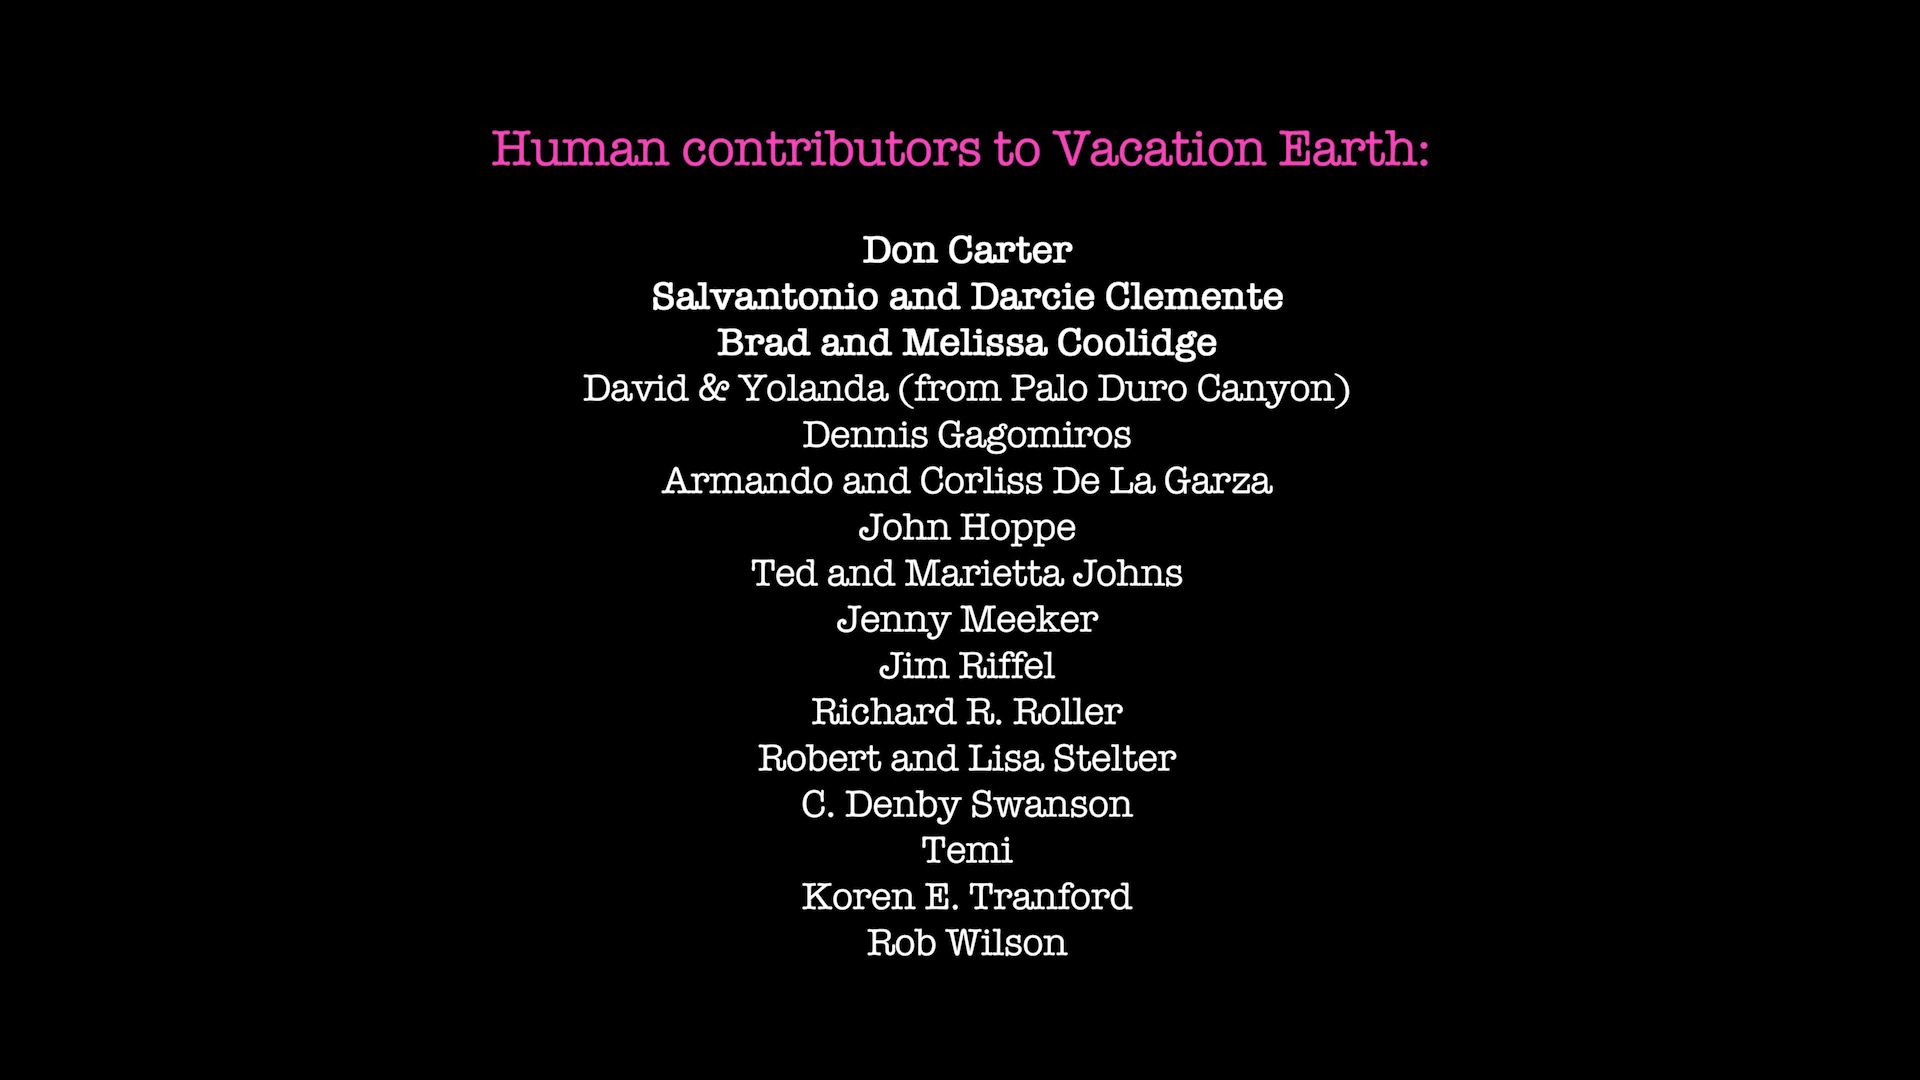 Human contributors to Vacation Earth:
Don Carter
Salvantonio and Darcie Clemente
Brad and Melissa Coolidge
David & Yolanda (from Palo Duro Canyon)
Dennis Gagomiros
Armando and Corliss De La Garza
John Hoppe
Ted and Marietta Johns
Jenny Meeker
Jim Riffel
Richard R. Roller
Robert and Lisa Stelter
C. Denby Swanson
Temi
Koren E. Tranford
Rob Wilson